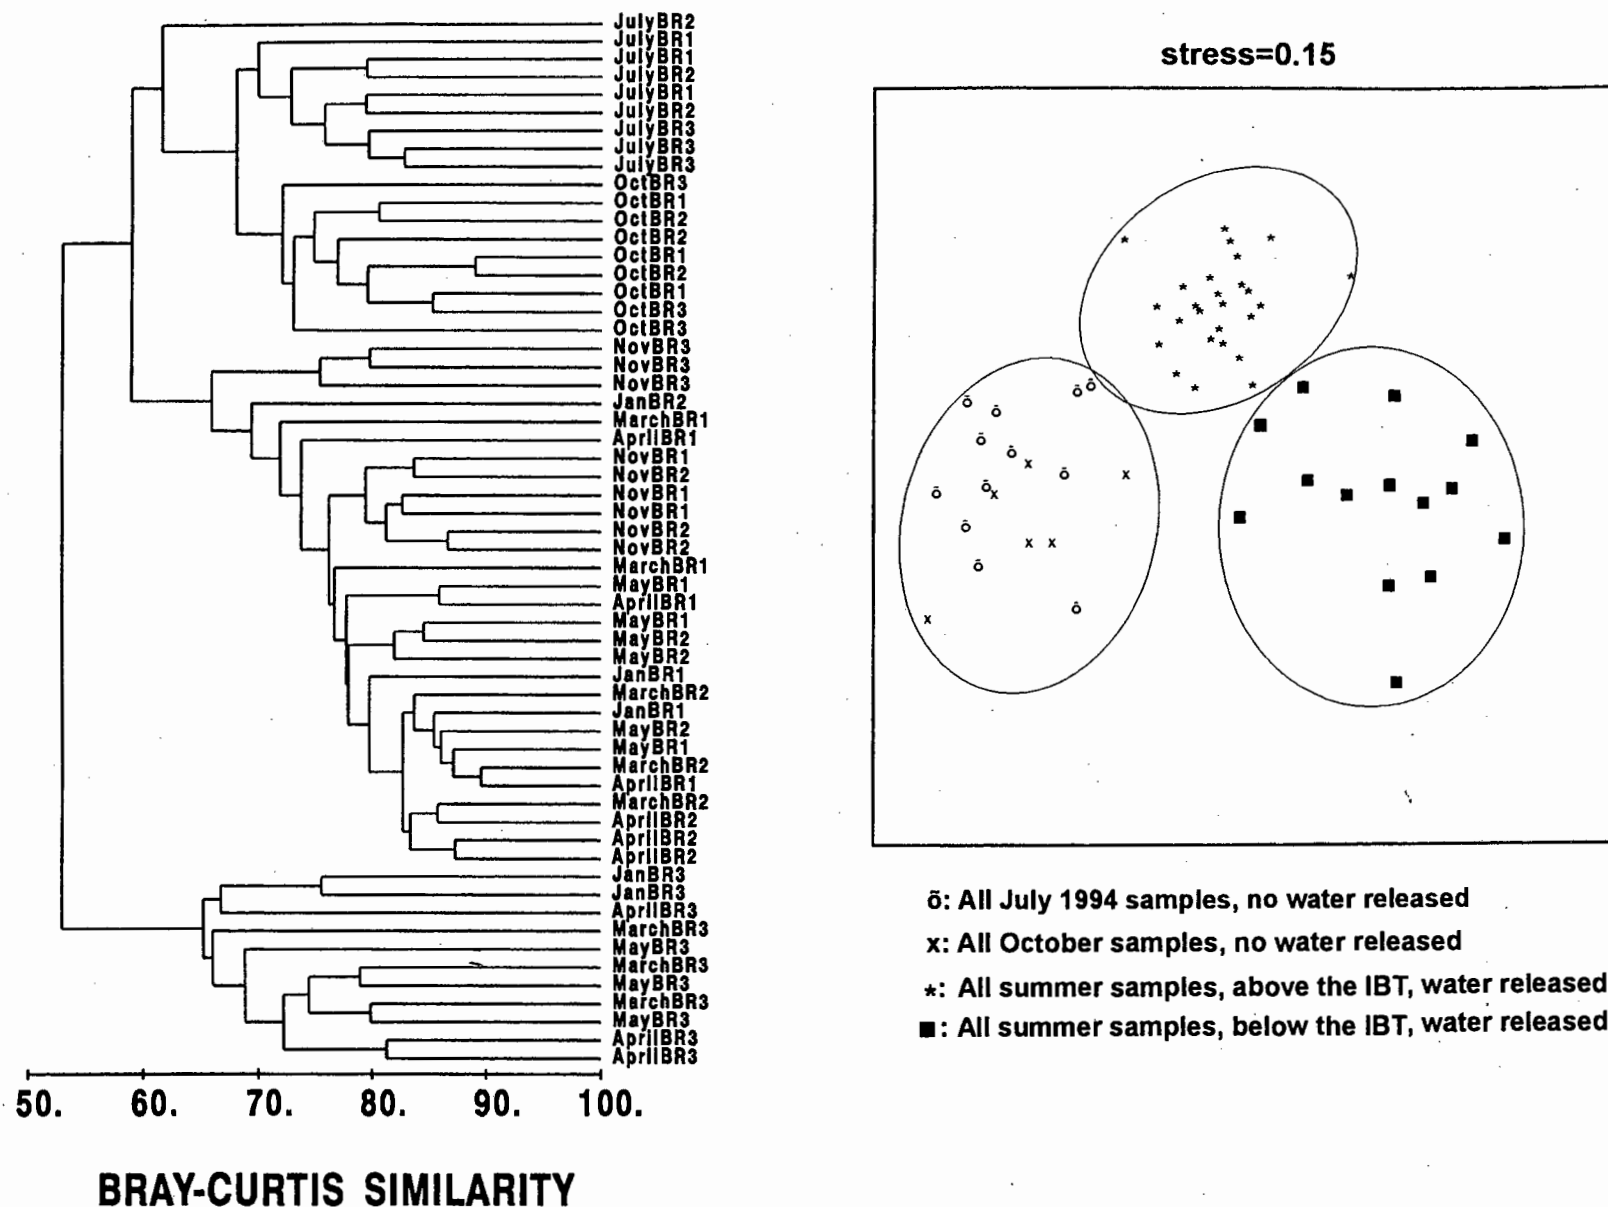 JulyBR2
JulyBR1
JulyBR1
JulyBR2
JulyBR1
JulyBR2
JulyBR3
JulyBR3
JulyBR3
OctBR3
OctBR1
OctBR2
OctBR2
OctBR1
OctBR2
OctBR1
OctBR3
OctBR3
NovBR3
NovBR3
NovBR3
JanBR2
MarchBR1
AprilBR1
NovBR1
NovBR2
NovBR1
NovBR1
NovBR2
NovBR2
MarchBR1
MayBR1
AprilBR1
MayBR1
MayBR2
MayBR2
JanBR1
MarchBR2
JanBR1
MayBR2
MayBR1
MarchBR2
AprilBR1
MarchBR2
AprilBR2
AprilBR2
AprilBR2
JanBR3
JanBR3
AprilBR3
MarchBR3
MayBR3
MarchBR3
MayBR3
MarchBR3
MayBR3
AprilBR3
AprilBR3
50. 60. 70. 80. 90. 100.
BRAY-CURTIS SIMILARITY
stress=0.15
õ: All July 1994 samples, no water released
x: All October samples, no water released
*: All summer samples, above the IBT, water released
■: All summer samples, below the IBT, water released